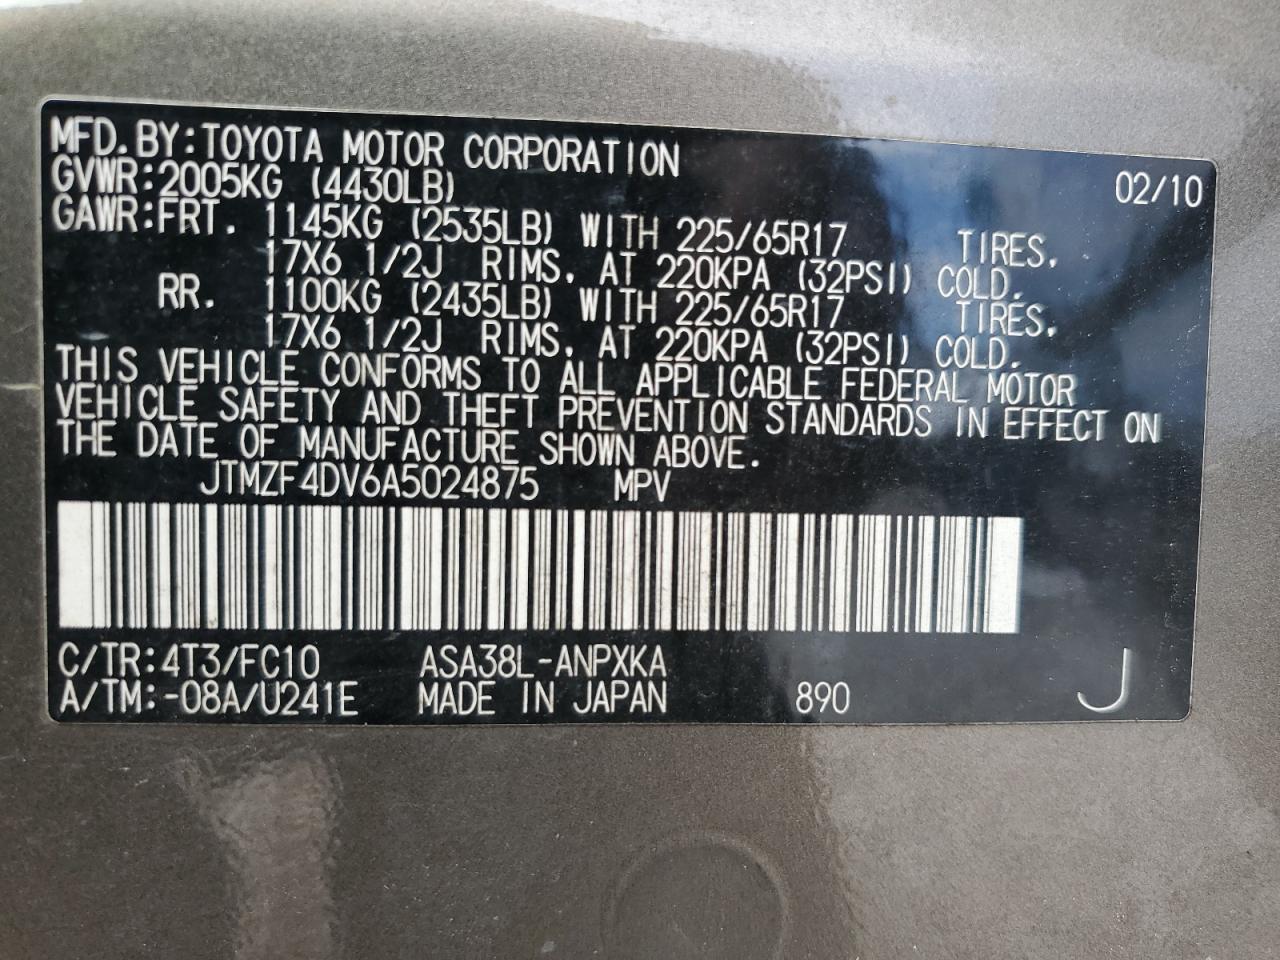 MFD.BY:TOYOTA MOTOR CORPORATION 02/10
GVWR:2005KG (4430LB)
GAWR:FRT. 1145KG (2535LB) WITH 225/65R17 TIRES,
17X6 1/2J RIMS, AT 220KPA (32PSI) COLD.
RR. 1100KG (2435LB) WITH 225/65R17 TIRES,
17X6 1/2J RIMS, AT 220KPA (32PSI) COLD.
THIS VEHICLE CONFORMS TO ALL APPLICABLE FEDERAL MOTOR
VEHICLE SAFETY AND THEFT PREVENTION STANDARDS IN EFFECT ON
THE DATE OF MANUFACTURE SHOWN ABOVE.
JTMZF4DV6A5024875 MPV
C/TR:4T3/FC10 ASA38L-ANPXKA
A/TM:-08A/U241E MADE IN JAPAN 890 J